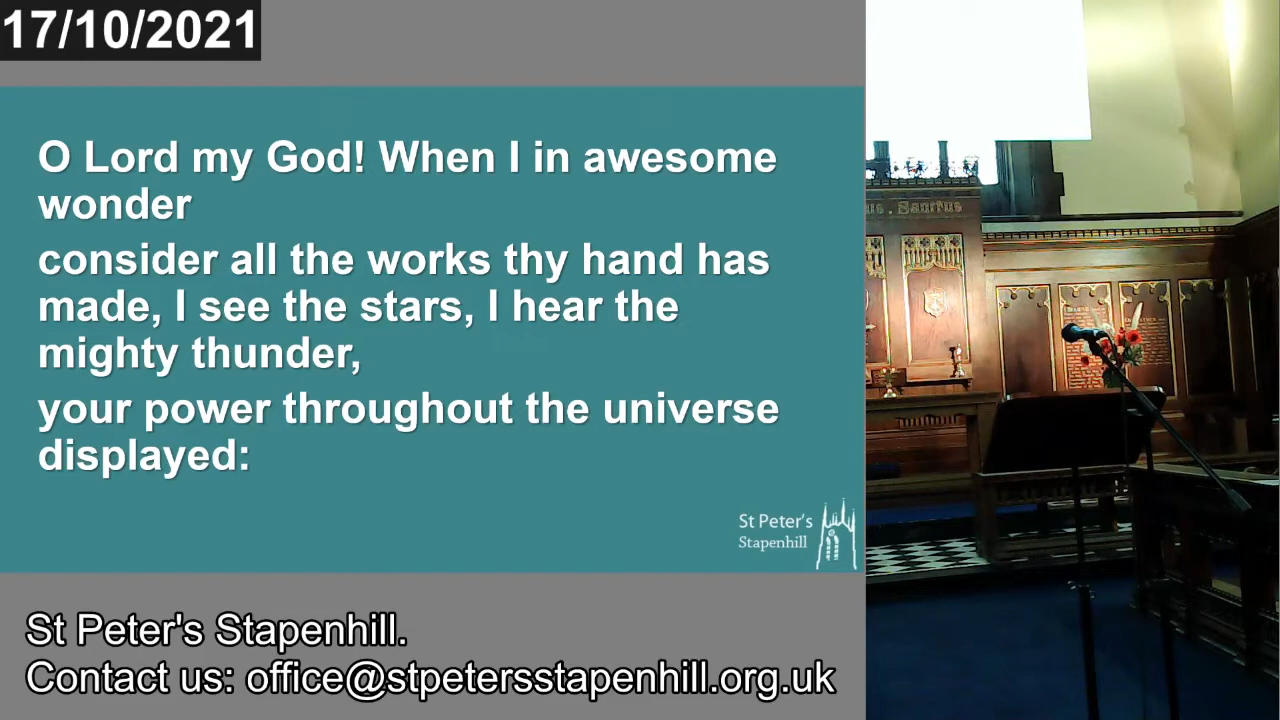 17/10/2021
O Lord my God! When I in awesome
wonder
consider all the works thy hand has
made, I see the stars, I hear the
mighty thunder,
your power throughout the universe
displayed:
St Peter's
Stapenhill
St Peter's Stapenhill.
Contact us: office@stpetersstapenhill.org.uk
us. Sanctus